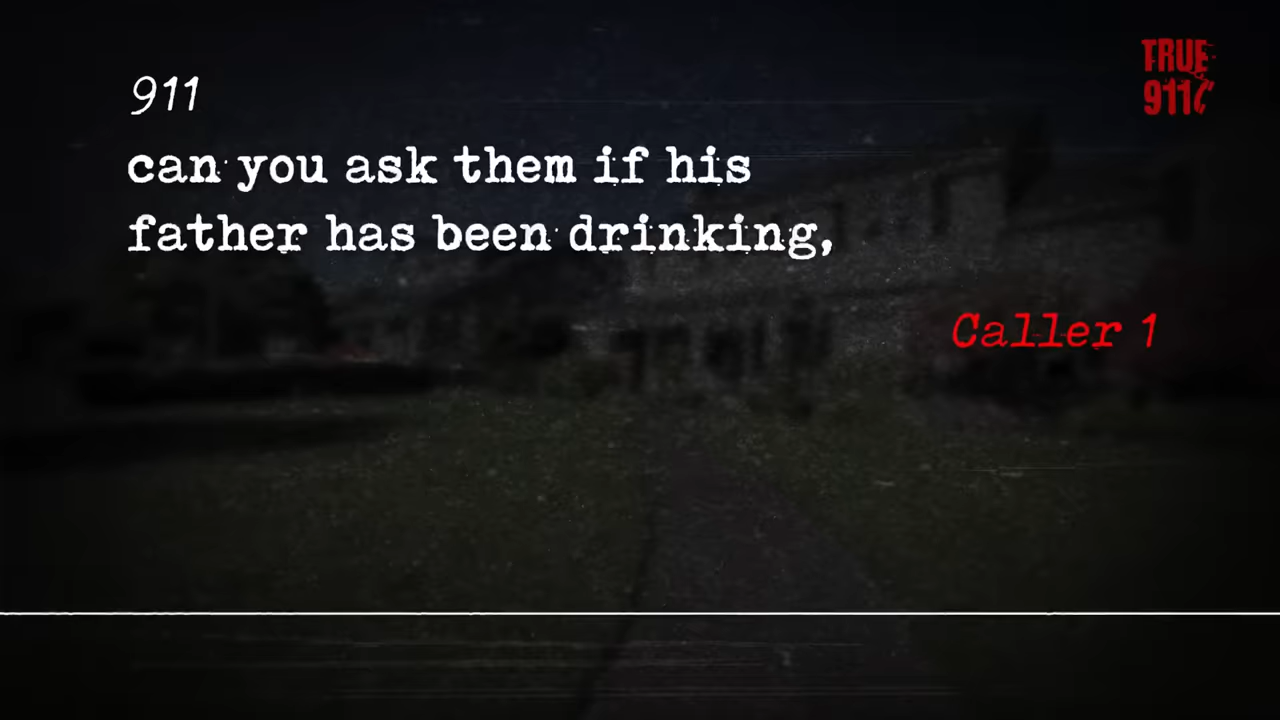 TRUE
911
911
can you ask them if his
father has been drinking,
Caller 1